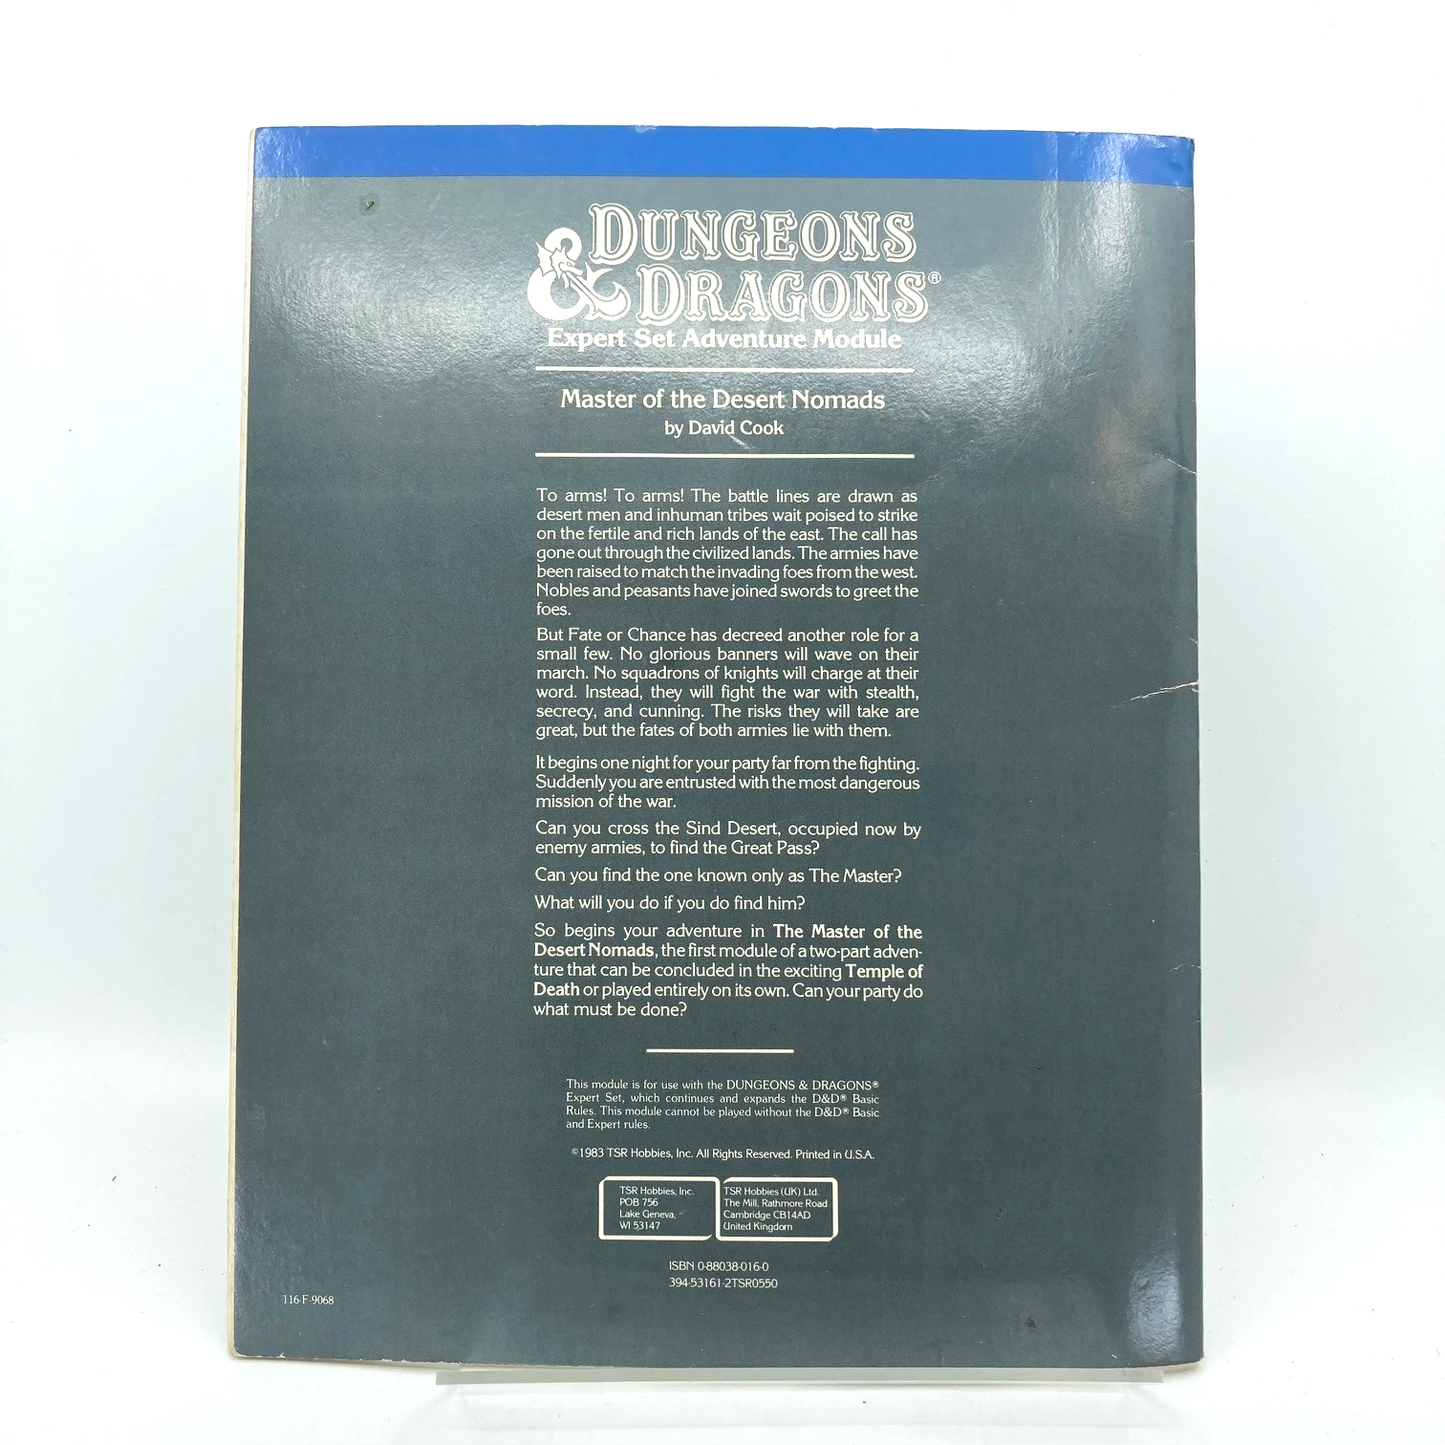 DUNGEONS
& DRAGONS®
Expert Set Adventure Module
Master of the Desert Nomads
by David Cook
To arms! To arms! The battle lines are drawn as
desert men and inhuman tribes wait poised to strike
on the fertile and rich lands of the east. The call has
gone out through the civilized lands. The armies have
been raised to match the invading foes from the west.
Nobles and peasants have joined swords to greet the
foes.
But Fate or Chance has decreed another role for a
small few. No glorious banners will wave on their
march. No squadrons of knights will charge at their
word. Instead, they will fight the war with stealth,
secrecy, and cunning. The risks they will take are
great, but the fates of both armies lie with them.
It begins one night for your party far from the fighting.
Suddenly you are entrusted with the most dangerous
mission of the war.
Can you cross the Sind Desert, occupied now by
enemy armies, to find the Great Pass?
Can you find the one known only as The Master?
What will you do if you do find him?
So begins your adventure in The Master of the
Desert Nomads, the first module of a two-part adven-
ture that can be concluded in the exciting Temple of
Death or played entirely on its own. Can your party do
what must be done?
This module is for use with the DUNGEONS & DRAGONS®
Expert Set, which continues and expands the D&D® Basic
Rules. This module cannot be played without the D&D® Basic
and Expert rules.
©1983 TSR Hobbies, Inc. All Rights Reserved. Printed in U.S.A.
TSR Hobbies, Inc.
POB 756
Lake Geneva,
WI 53147
TSR Hobbies (UK) Ltd.
The Mill, Rathmore Road
Cambridge CB14AD
United Kingdom
ISBN 0-88038-016-0
394-53161-2TSR0550
116-F-9068